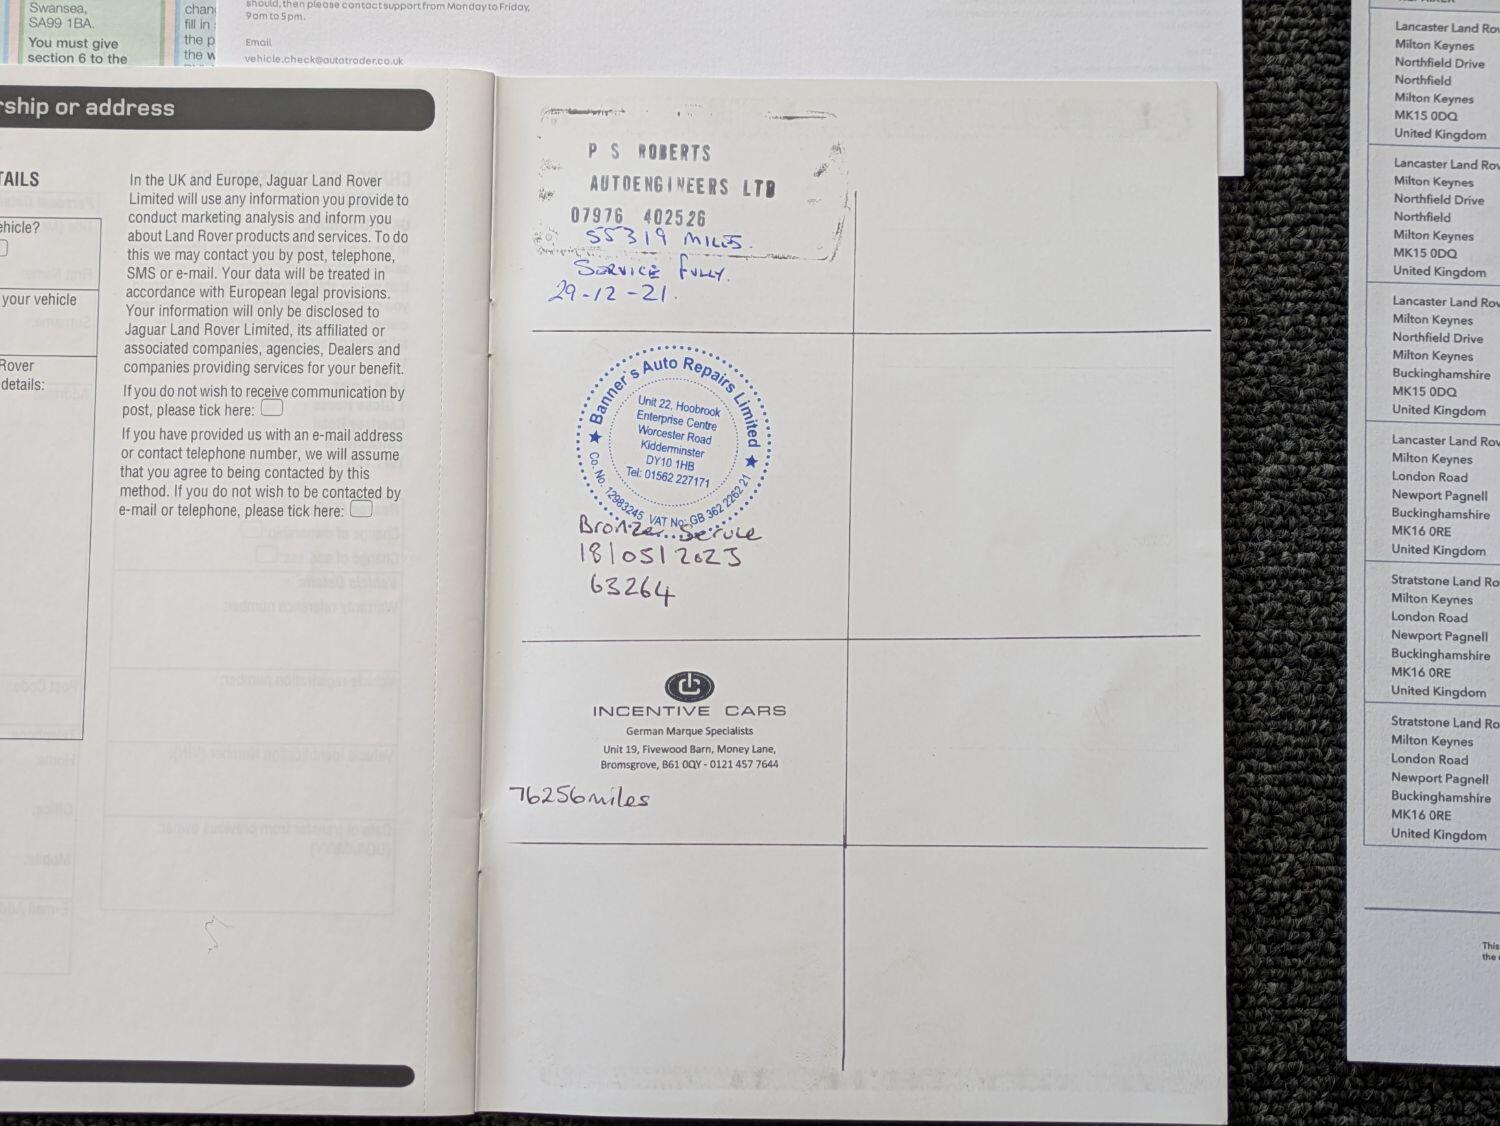 Swansea,
SA99 1BA.
You must give
section 6 to the
fill in
the p
the w
should, then please contact support from Monday to Friday,
9am to 5pm.
Email
vehicle.check@autotrader.co.uk
rship or address
TAILS
ehicle?
your vehicle
Rover
details:
In the UK and Europe, Jaguar Land Rover
Limited will use any information you provide to
conduct marketing analysis and inform you
about Land Rover products and services. To do
this we may contact you by post, telephone,
SMS or e-mail. Your data will be treated in
accordance with European legal provisions.
Your information will only be disclosed to
Jaguar Land Rover Limited, its affiliated or
associated companies, agencies, Dealers and
companies providing services for your benefit.
If you do not wish to receive communication by
post, please tick here:
If you have provided us with an e-mail address
or contact telephone number, we will assume
that you agree to being contacted by this
method. If you do not wish to be contacted by
e-mail or telephone, please tick here:
P S ROBERTS
AUTOENGINEERS LTD
07976 402526
55319 MILES.
SERVICE FULLY.
29-12-21.
Banner's Auto Repairs Limited
Unit 22, Hoobrook
Enterprise Centre
Worcester Road
Kidderminster
DY10 1HB
Tel: 01562 227171
Co. No. 12983245 VAT No: GB 362 2262 21
Bronze Service
18/05/2023
63264
INCENTIVE CARS
German Marque Specialists
Unit 19, Fivewood Barn, Money Lane,
Bromsgrove, B61 0QY - 0121 457 7644
76256 miles
Lancaster Land Rov
Milton Keynes
Northfield Drive
Northfield
Milton Keynes
MK15 0DQ
United Kingdom
Lancaster Land Rov
Milton Keynes
Northfield Drive
Northfield
Milton Keynes
MK15 0DQ
United Kingdom
Lancaster Land Rov
Milton Keynes
Northfield Drive
Milton Keynes
Buckinghamshire
MK15 0DQ
United Kingdom
Lancaster Land Rov
Milton Keynes
London Road
Newport Pagnell
Buckinghamshire
MK16 0RE
United Kingdom
Stratstone Land Ro
Milton Keynes
London Road
Newport Pagnell
Buckinghamshire
MK16 0RE
United Kingdom
Stratstone Land Ro
Milton Keynes
London Road
Newport Pagnell
Buckinghamshire
MK16 0RE
United Kingdom
This
the